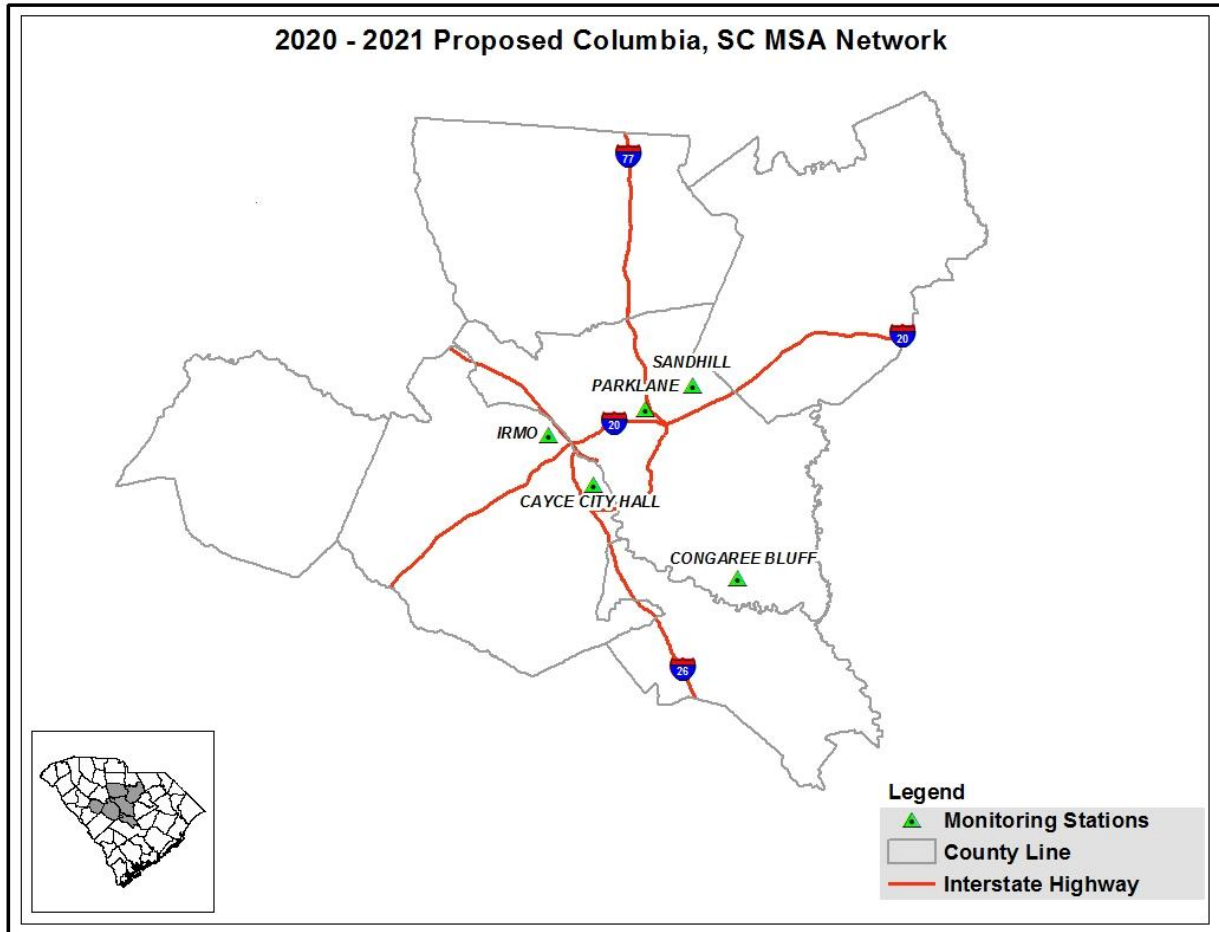 2020 - 2021 Proposed Columbia, SC MSA Network
77
20
SANDHILL
PARKLANE
20
IRMO
CAYCE CITY HALL
CONGAREE BLUFF
26
Legend
Monitoring Stations
County Line
Interstate Highway